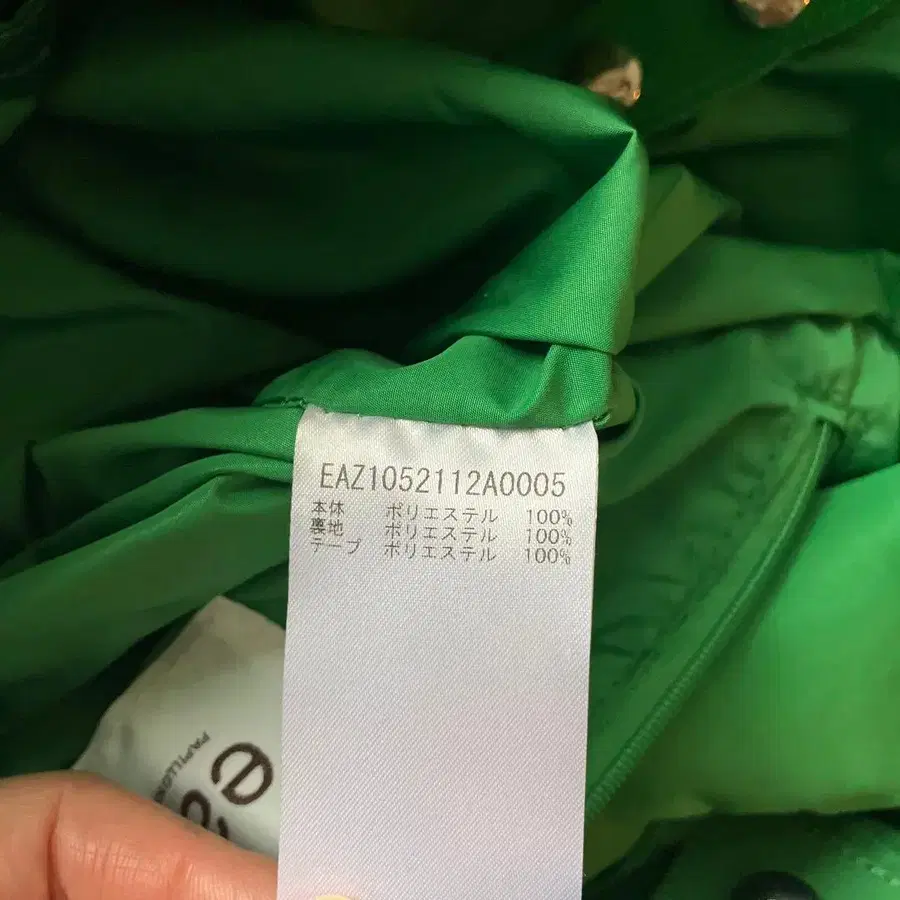 EAZ1052112A0005
本体 ポリエステル 100%
裏地 ポリエステル 100%
テープ ポリエステル 100%